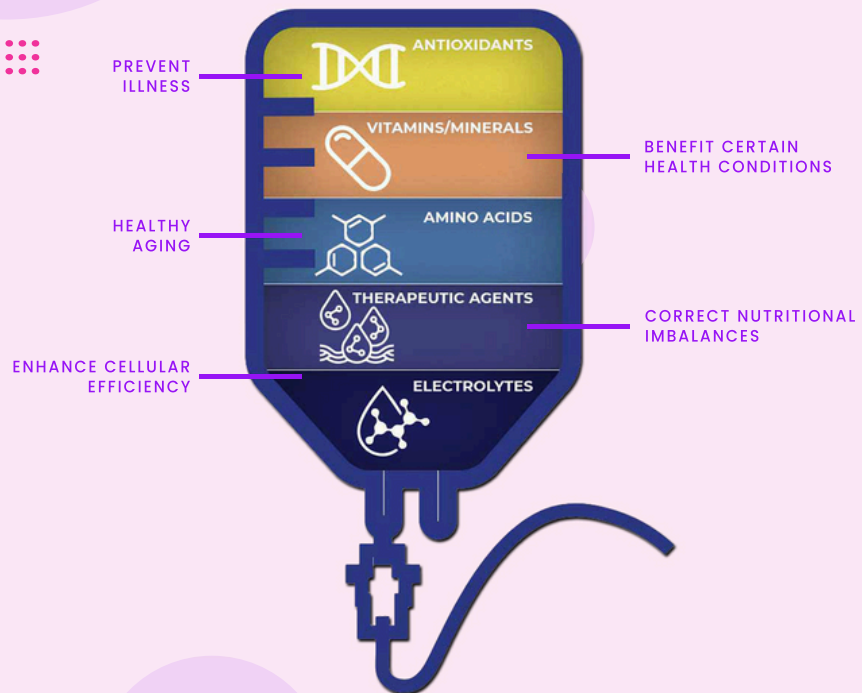 ANTIOXIDANTS
PREVENT
ILLNESS
VITAMINS/MINERALS
BENEFIT CERTAIN
HEALTH CONDITIONS
AMINO ACIDS
HEALTHY
AGING
THERAPEUTIC AGENTS
CORRECT NUTRITIONAL
IMBALANCES
ENHANCE CELLULAR
EFFICIENCY
ELECTROLYTES